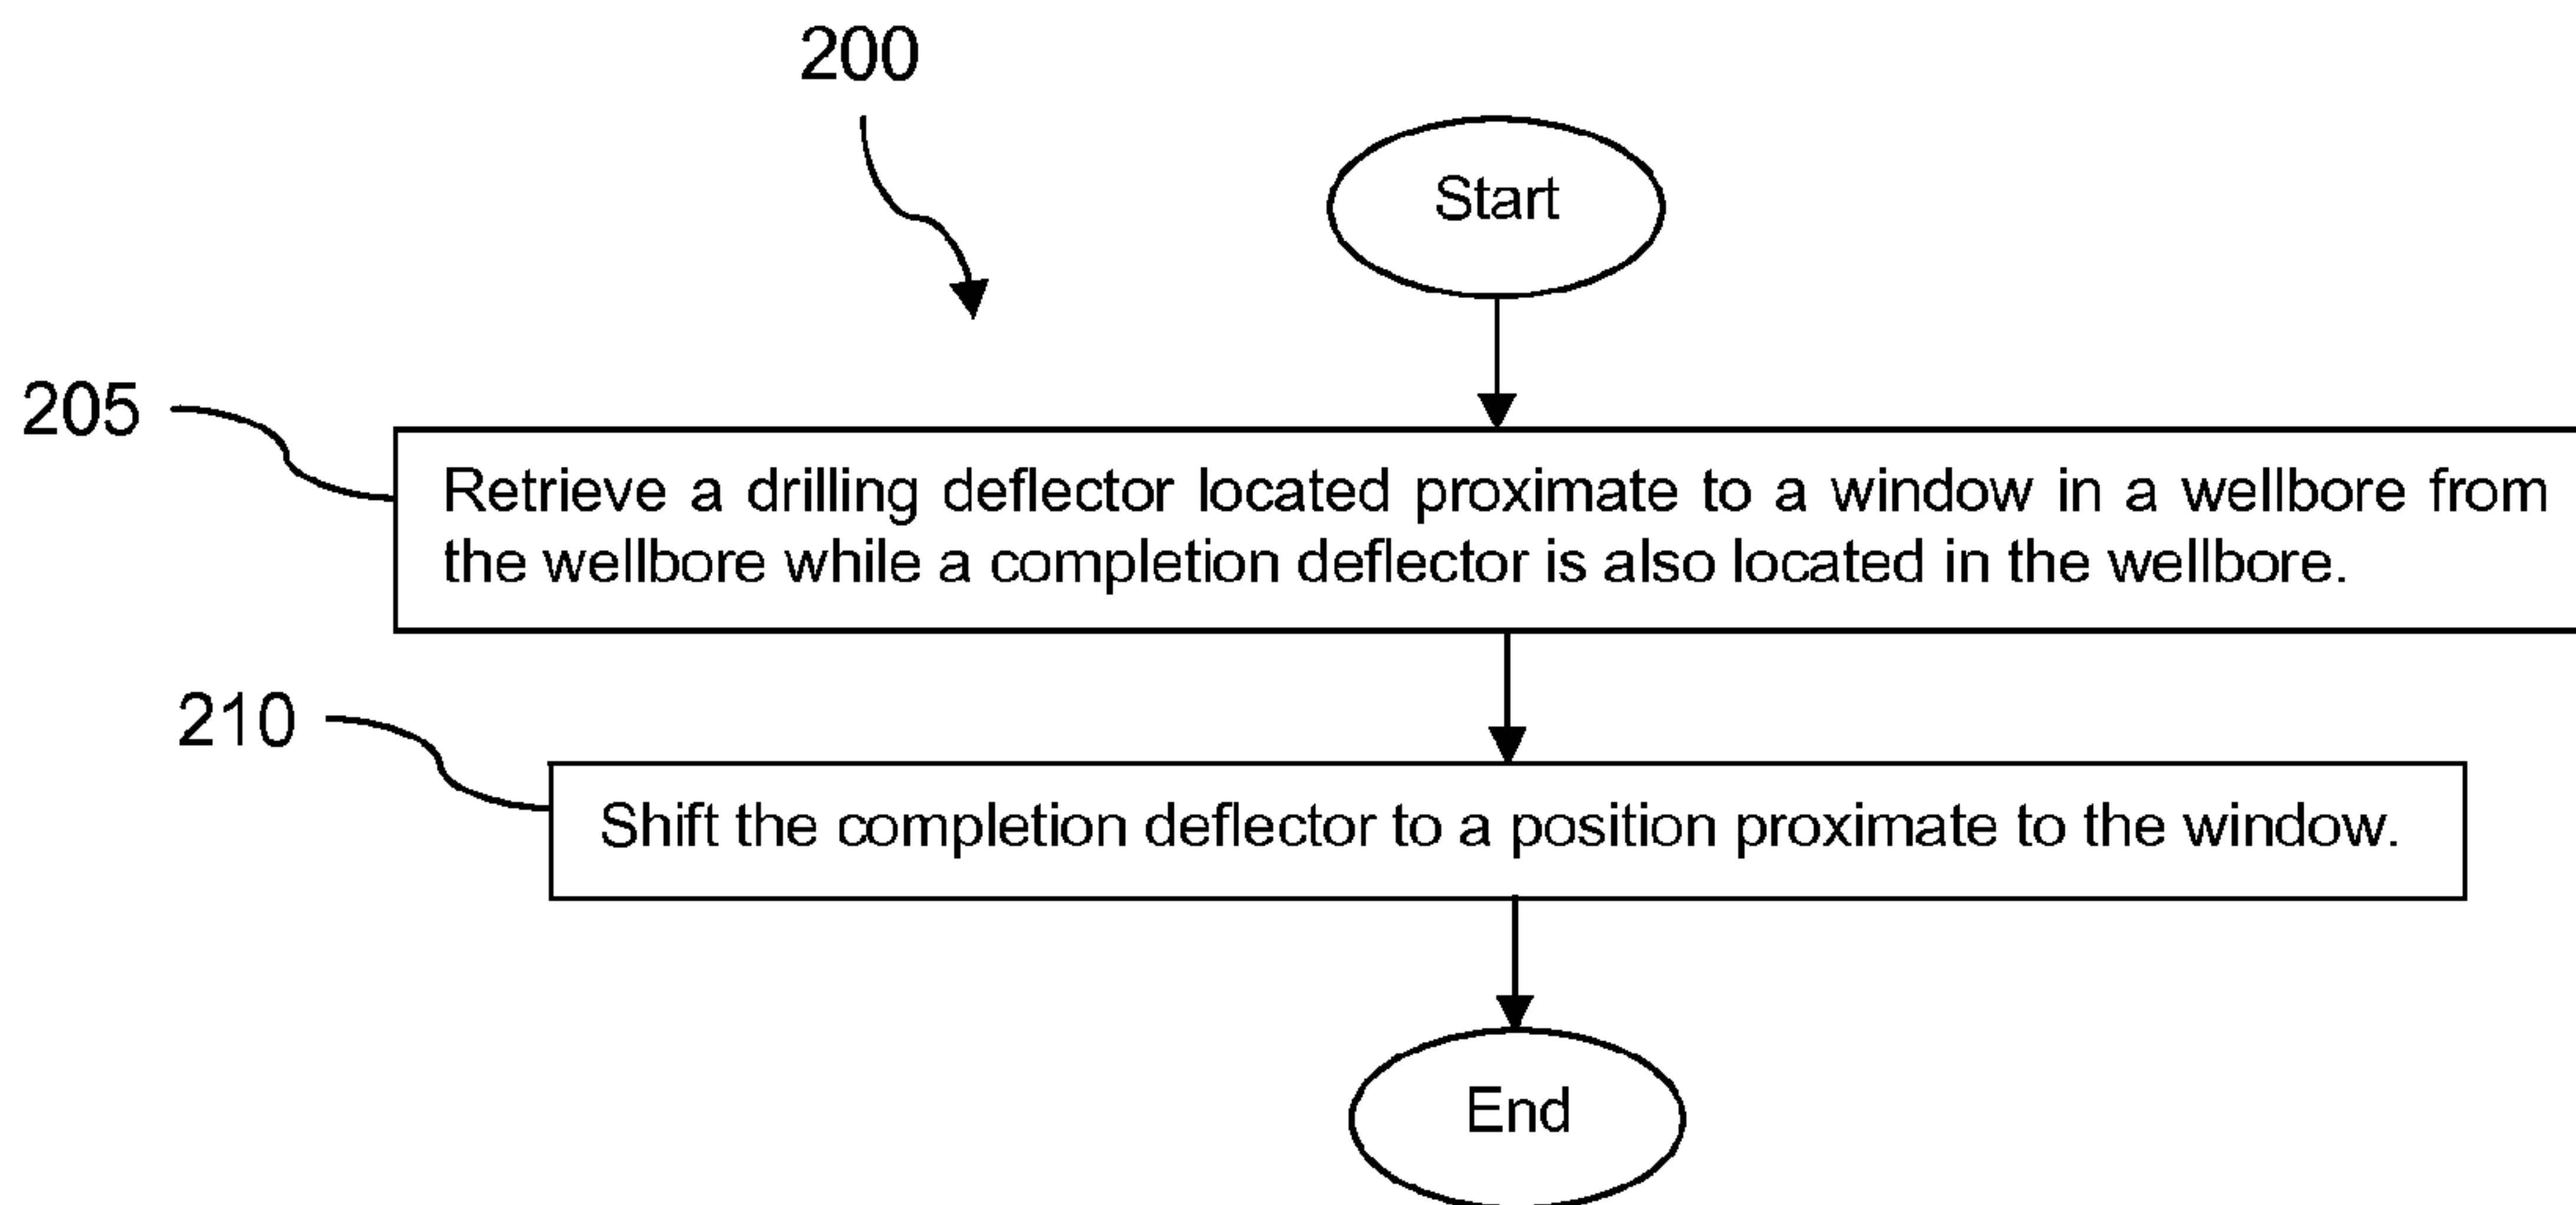 200
Start
205
Retrieve a drilling deflector located proximate to a window in a wellbore from
the wellbore while a completion deflector is also located in the wellbore.
210
Shift the completion deflector to a position proximate to the window.
End